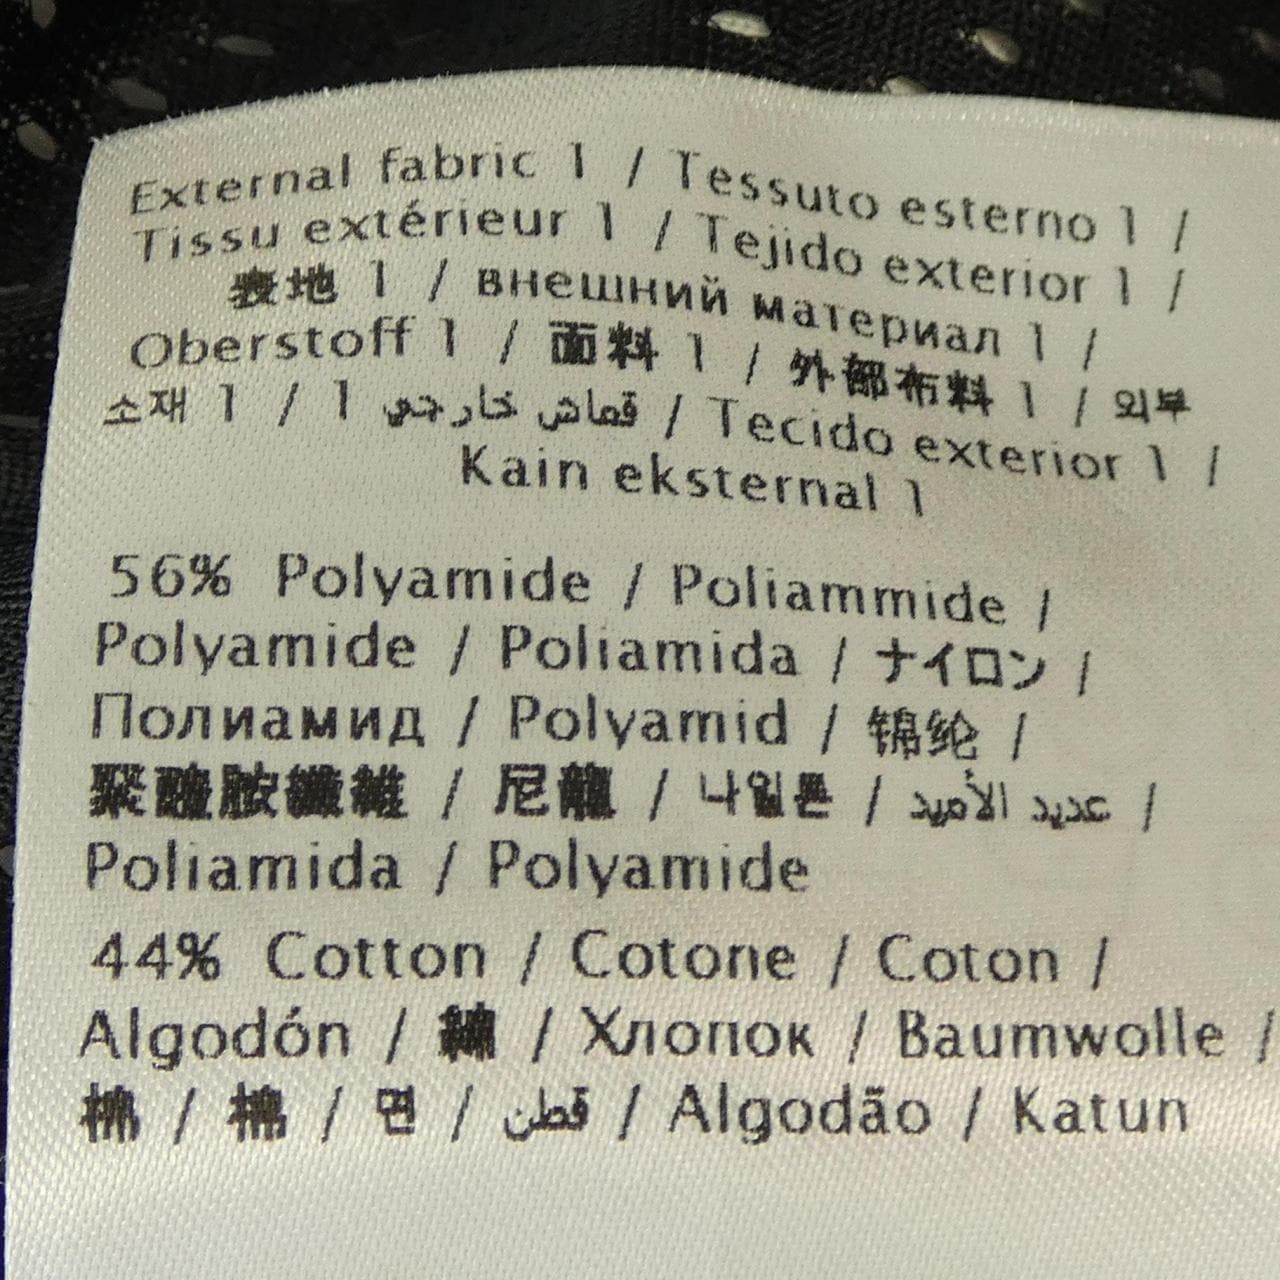 External fabric 1 / Tessuto esterno 1 /
Tissu extérieur 1 / Tejido exterior 1 /
表地 1 / внешний материал 1 /
Oberstoff 1 / 面料 1 / 外部布料 1 / 외부
소재 1 / 1 قماش خارجي / Tecido exterior 1 /
Kain eksternal 1
56% Polyamide / Poliammide /
Polyamide / Poliamida / ナイロン /
Полиамид / Polyamid / 锦纶 /
聚醯胺纖維 / 尼龍 / 나일론 / عديد الأميد /
Poliamida / Polyamide
44% Cotton / Cotone / Coton /
Algodón / 綿 / Хлопок / Baumwolle /
棉 / 棉 / 면 / قطن / Algodão / Katun